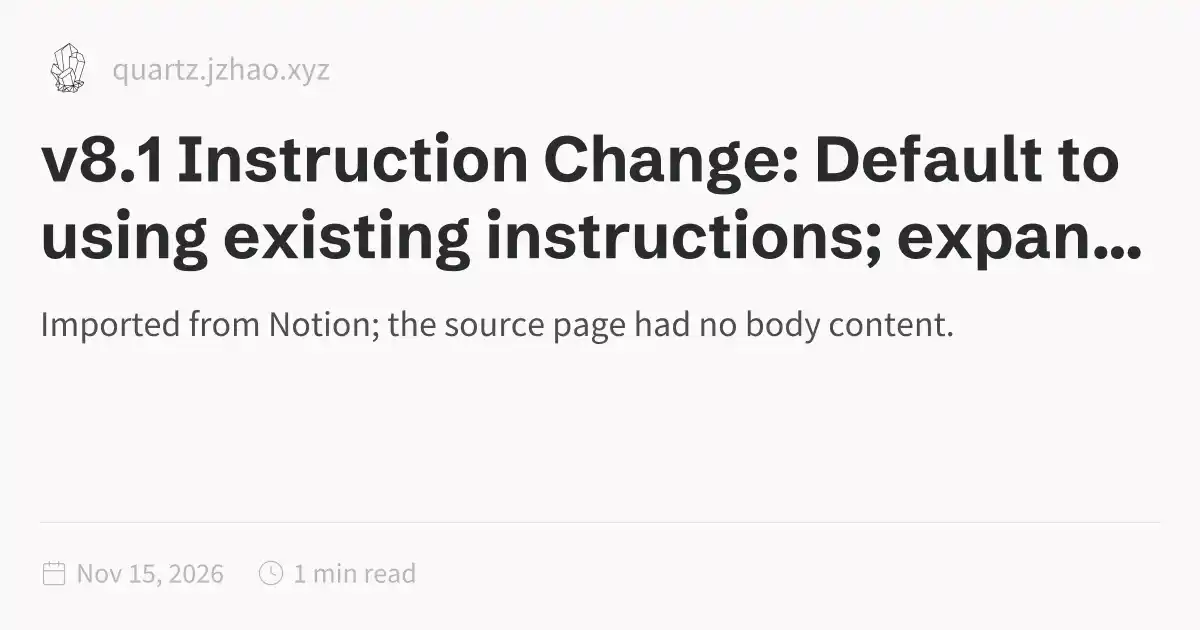 quartz.jzhao.xyz
v8.1 Instruction Change: Default to
using existing instructions; expan...
Imported from Notion; the source page had no body content.
Nov 15, 2026 1 min read